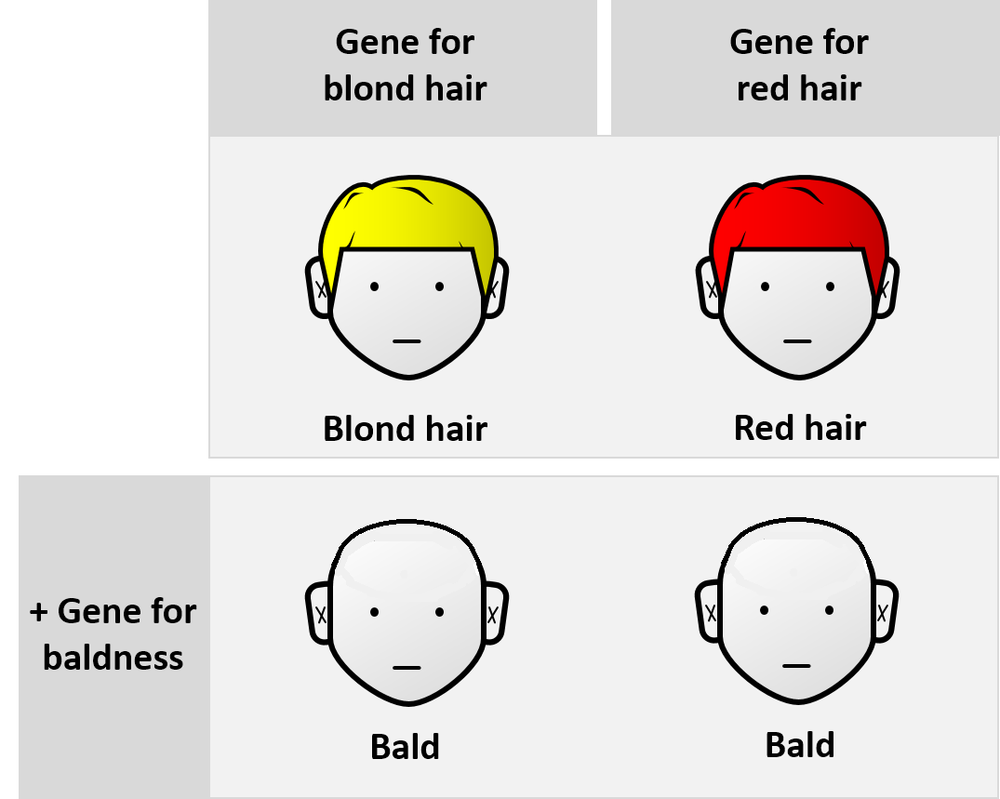 Gene for
blond hair
Gene for
red hair
Blond hair
Red hair
+ Gene for
baldness
Bald
Bald